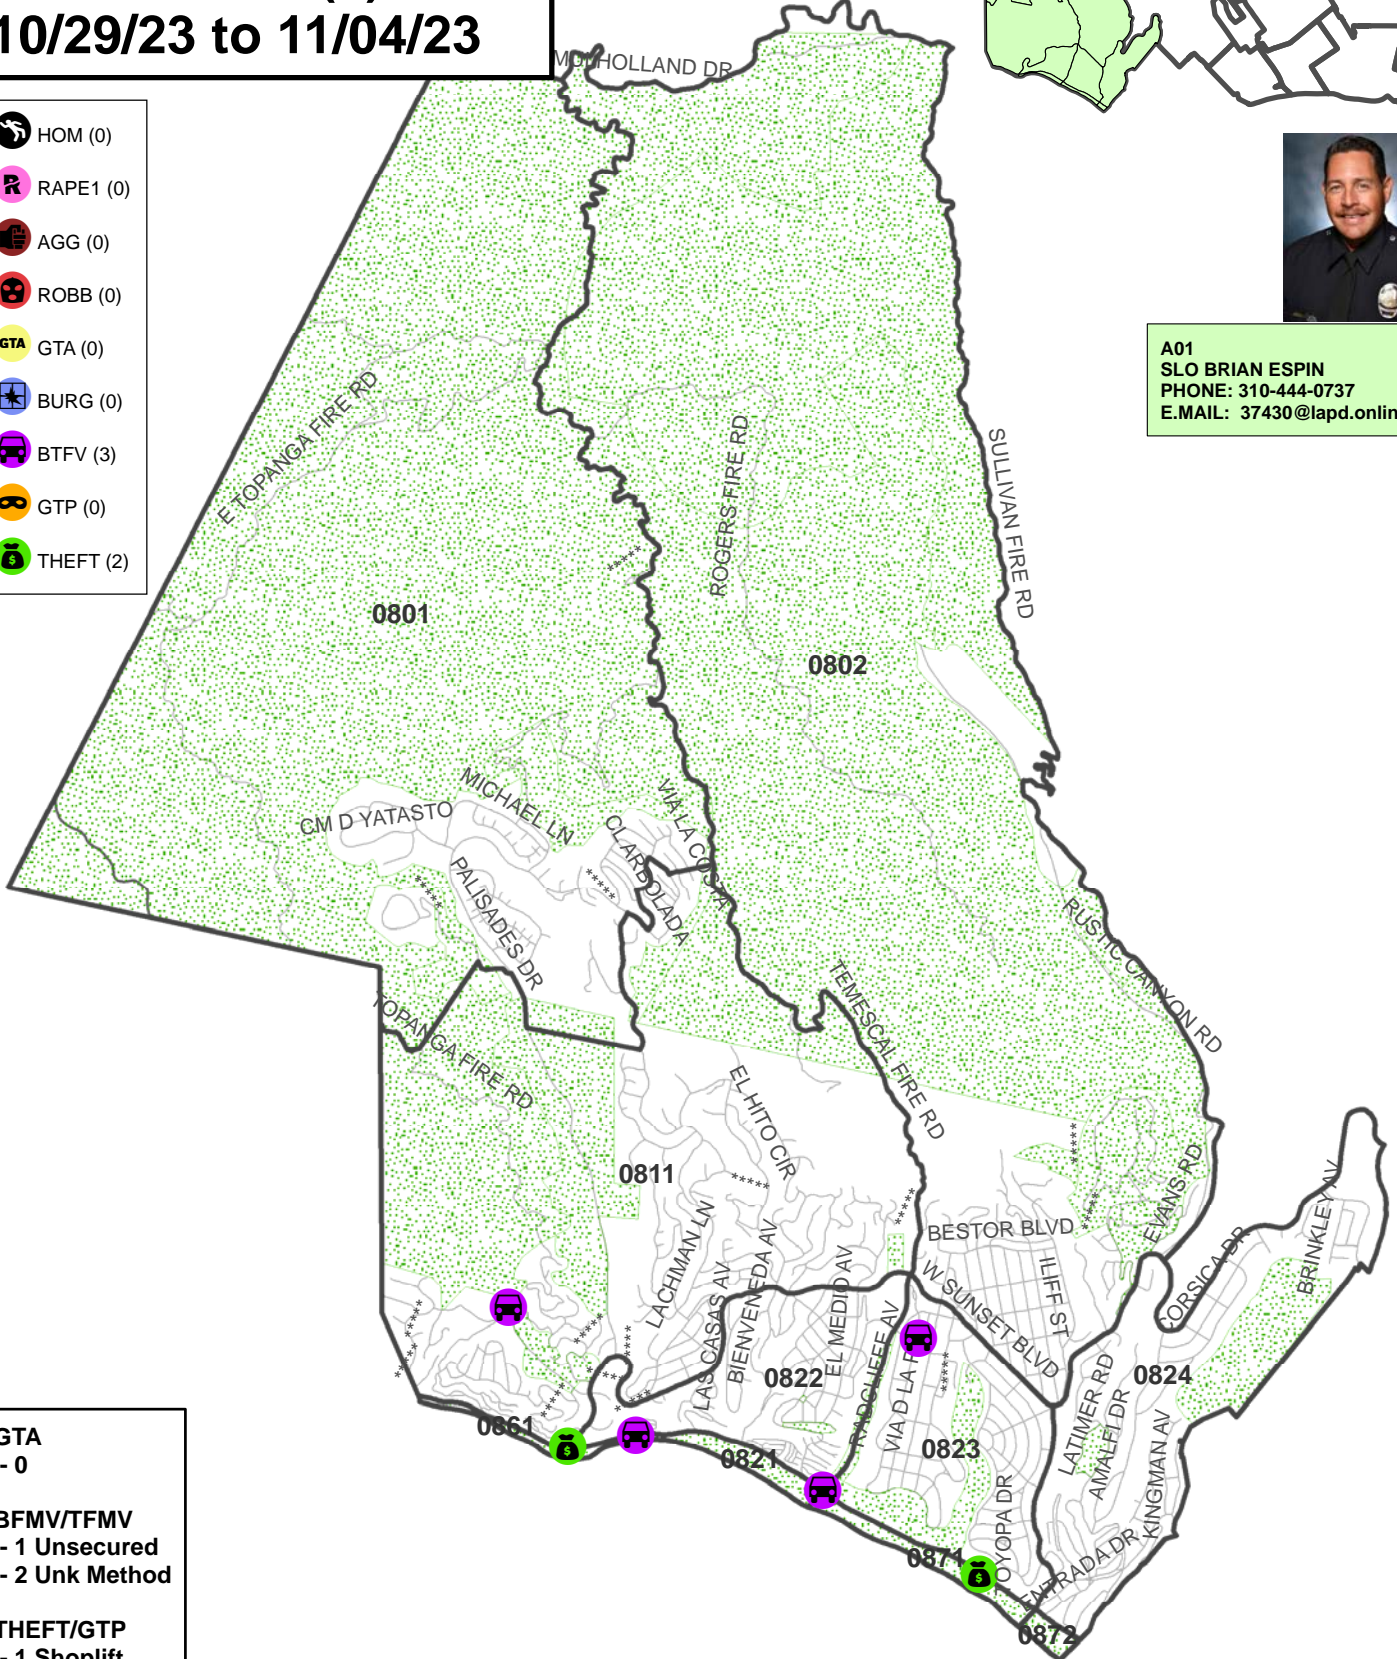 10/29/23 to 11/04/23
HOM (0)
RAPE1 (0)
AGG (0)
ROBB (0)
GTA GTA (0)
BURG (0)
BTFV (3)
GTP (0)
THEFT (2)
A01
SLO BRIAN ESPIN
PHONE: 310-444-0737
E.MAIL: 37430@lapd.onlin
MULHOLLAND DR
E TOPANGA FIRE RD
ROGERS FIRE RD
SULLIVAN FIRE RD
*****
0801
0802
MICHAEL LN
VIA LA COSTA
CM D YATASTO
CLARBOLADA
PALISADES DR
*****
*****
RUSTIC CANYON RD
TEMESCAL FIRE RD
TOPANGA FIRE RD
EL HITO CIR
0811
*****
*****
*****
*****
EVANS RD
BRINKLEY AV
LACHMAN LN
BESTOR BLVD
CORSICA DR
ILIFF ST
LAS CASAS AV
BIENVENEDA AV
EL MEDIO AV
W SUNSET BLVD
RADCLIFFE AV
0822
0824
VIA D LA
LATIMER RD
AMALFI DR
KINGMAN AV
0861
0821
0823
0871
ENTRADA DR
0872
GTA
- 0
BFMV/TFMV
- 1 Unsecured
- 2 Unk Method
THEFT/GTP
- 1 Shoplift